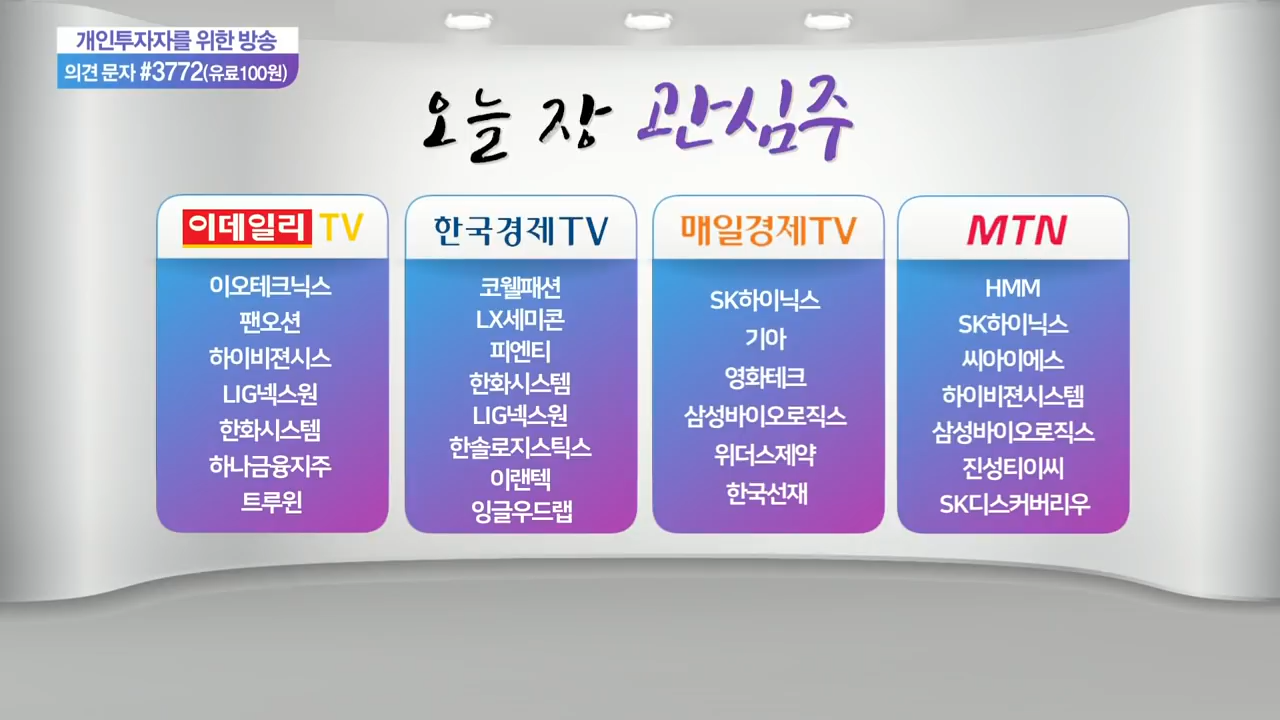 개인투자자를 위한 방송
의견 문자 #3772(유료100원)
오늘 장 관심주
이데일리 TV
이오테크닉스
팬오션
하이비젼시스
LIG넥스원
한화시스템
하나금융지주
트루윈
한국경제TV
코웰패션
LX세미콘
피엔티
한화시스템
LIG넥스원
한솔로지스틱스
이랜텍
잉글우드랩
매일경제TV
SK하이닉스
기아
영화테크
삼성바이오로직스
위더스제약
한국선재
MTN
HMM
SK하이닉스
씨아이에스
하이비젼시스템
삼성바이오로직스
진성티이씨
SK디스커버리우